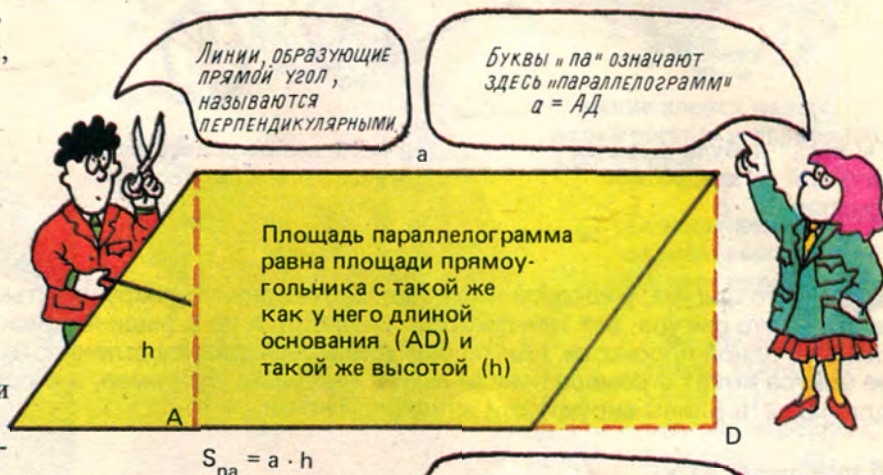 ЛИНИИ, ОБРАЗУЮЩИЕ
ПРЯМОЙ УГОЛ,
НАЗЫВАЮТСЯ
ПЕРПЕНДИКУЛЯРНЫМИ
БУКВЫ „ па" ОЗНАЧАЮТ
ЗДЕСЬ „ПАРАЛЛЕЛОГРАММ"
a = АД
a
Площадь параллелограмма
равна площади прямоу-
гольника с такой же
как у него длиной
основания (AD) и
такой же высотой (h)
h
A
D
и
S па = a · h